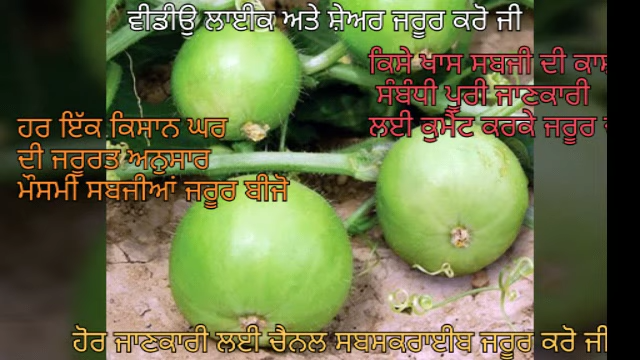 ਵੀਡੀਉ ਲਾਈਕ ਅਤੇ ਸ਼ੇਅਰ ਜਰੂਰ ਕਰੋ ਜੀ
ਕਿਸੇ ਖਾਸ ਸਬਜੀ ਦੀ
ਸੰਬੰਧੀ ਪੂਰੀ ਜਾਣਕਾਰੀ
ਲਈ ਕੁਮੈਂਟ ਕਰਕੇ ਜਰੂਰ
ਹਰ ਇੱਕ ਕਿਸਾਨ ਘਰ
ਦੀ ਜਰੂਰਤ ਅਨੁਸਾਰ
ਮੌਸਮੀ ਸਬਜੀਆਂ ਜਰੂਰ ਬੀਜੋ
ਹੋਰ ਜਾਣਕਾਰੀ ਲਈ ਚੈਨਲ ਸਬਸਕਰਾਈਬ ਜਰੂਰ ਕਰੋ ਜੀ